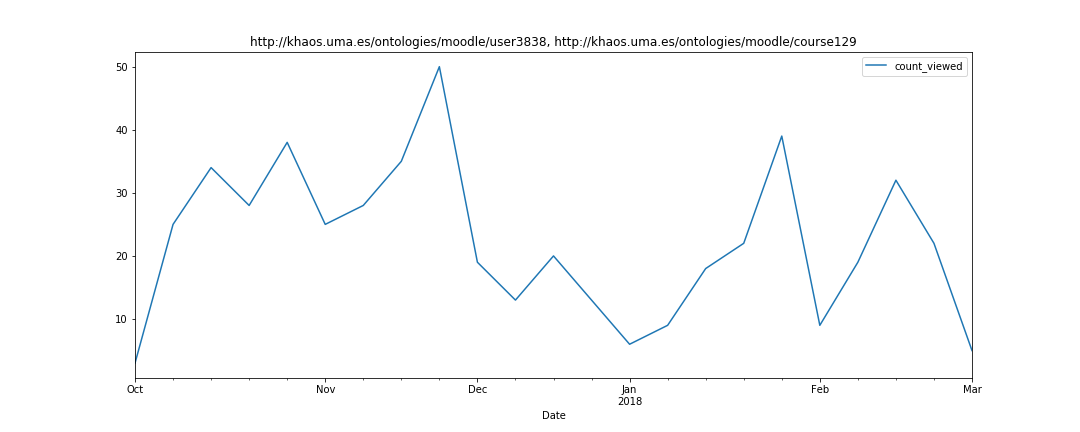 http://khaos.uma.es/ontologies/moodle/user3838, http://khaos.uma.es/ontologies/moodle/course129
count_viewed
50
40
30
20
10
Oct Nov Dec Jan Feb Mar
2018
Date